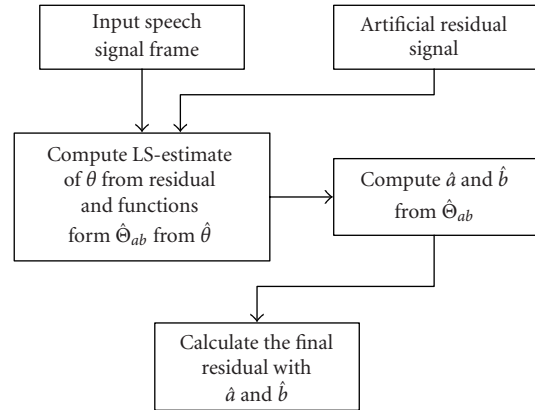 Input speech
signal frame
Artificial residual
signal
Compute LS-estimate
of θ from residual
and functions
form Θ̂ab from θ̂
Compute â and b̂
from Θ̂ab
Calculate the final
residual with
â and b̂